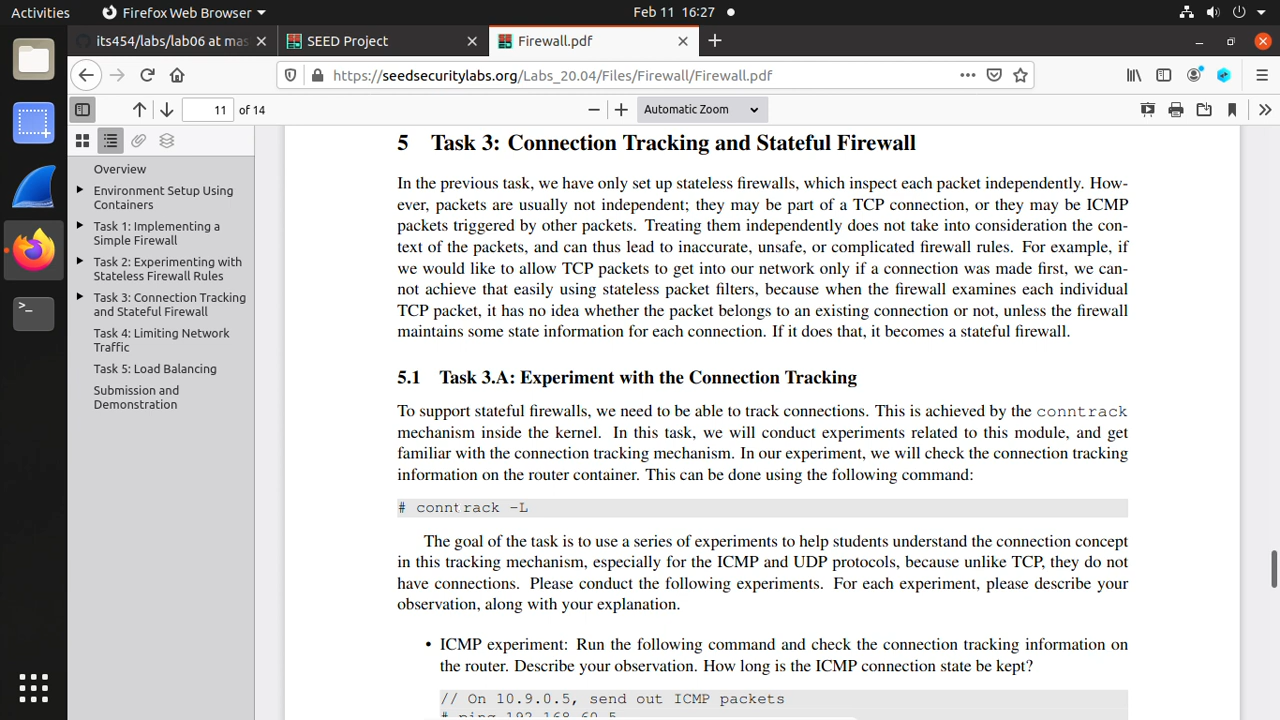 Activities
Firefox Web Browser
Feb 11 16:27
its454/labs/lab06 at mas
SEED Project
Firewall.pdf
https://seedsecuritylabs.org/Labs_20.04/Files/Firewall/Firewall.pdf
11 of 14
Automatic Zoom
Overview
Environment Setup Using
Containers
Task 1: Implementing a
Simple Firewall
Task 2: Experimenting with
Stateless Firewall Rules
Task 3: Connection Tracking
and Stateful Firewall
Task 4: Limiting Network
Traffic
Task 5: Load Balancing
Submission and
Demonstration
5 Task 3: Connection Tracking and Stateful Firewall
In the previous task, we have only set up stateless firewalls, which inspect each packet independently. How-
ever, packets are usually not independent; they may be part of a TCP connection, or they may be ICMP
packets triggered by other packets. Treating them independently does not take into consideration the con-
text of the packets, and can thus lead to inaccurate, unsafe, or complicated firewall rules. For example, if
we would like to allow TCP packets to get into our network only if a connection was made first, we can-
not achieve that easily using stateless packet filters, because when the firewall examines each individual
TCP packet, it has no idea whether the packet belongs to an existing connection or not, unless the firewall
maintains some state information for each connection. If it does that, it becomes a stateful firewall.
5.1 Task 3.A: Experiment with the Connection Tracking
To support stateful firewalls, we need to be able to track connections. This is achieved by the conntrack
mechanism inside the kernel. In this task, we will conduct experiments related to this module, and get
familiar with the connection tracking mechanism. In our experiment, we will check the connection tracking
information on the router container. This can be done using the following command:
# conntrack -L
The goal of the task is to use a series of experiments to help students understand the connection concept
in this tracking mechanism, especially for the ICMP and UDP protocols, because unlike TCP, they do not
have connections. Please conduct the following experiments. For each experiment, please describe your
observation, along with your explanation.
• ICMP experiment: Run the following command and check the connection tracking information on
the router. Describe your observation. How long is the ICMP connection state be kept?
// On 10.9.0.5, send out ICMP packets
# ping 192.168.60.5